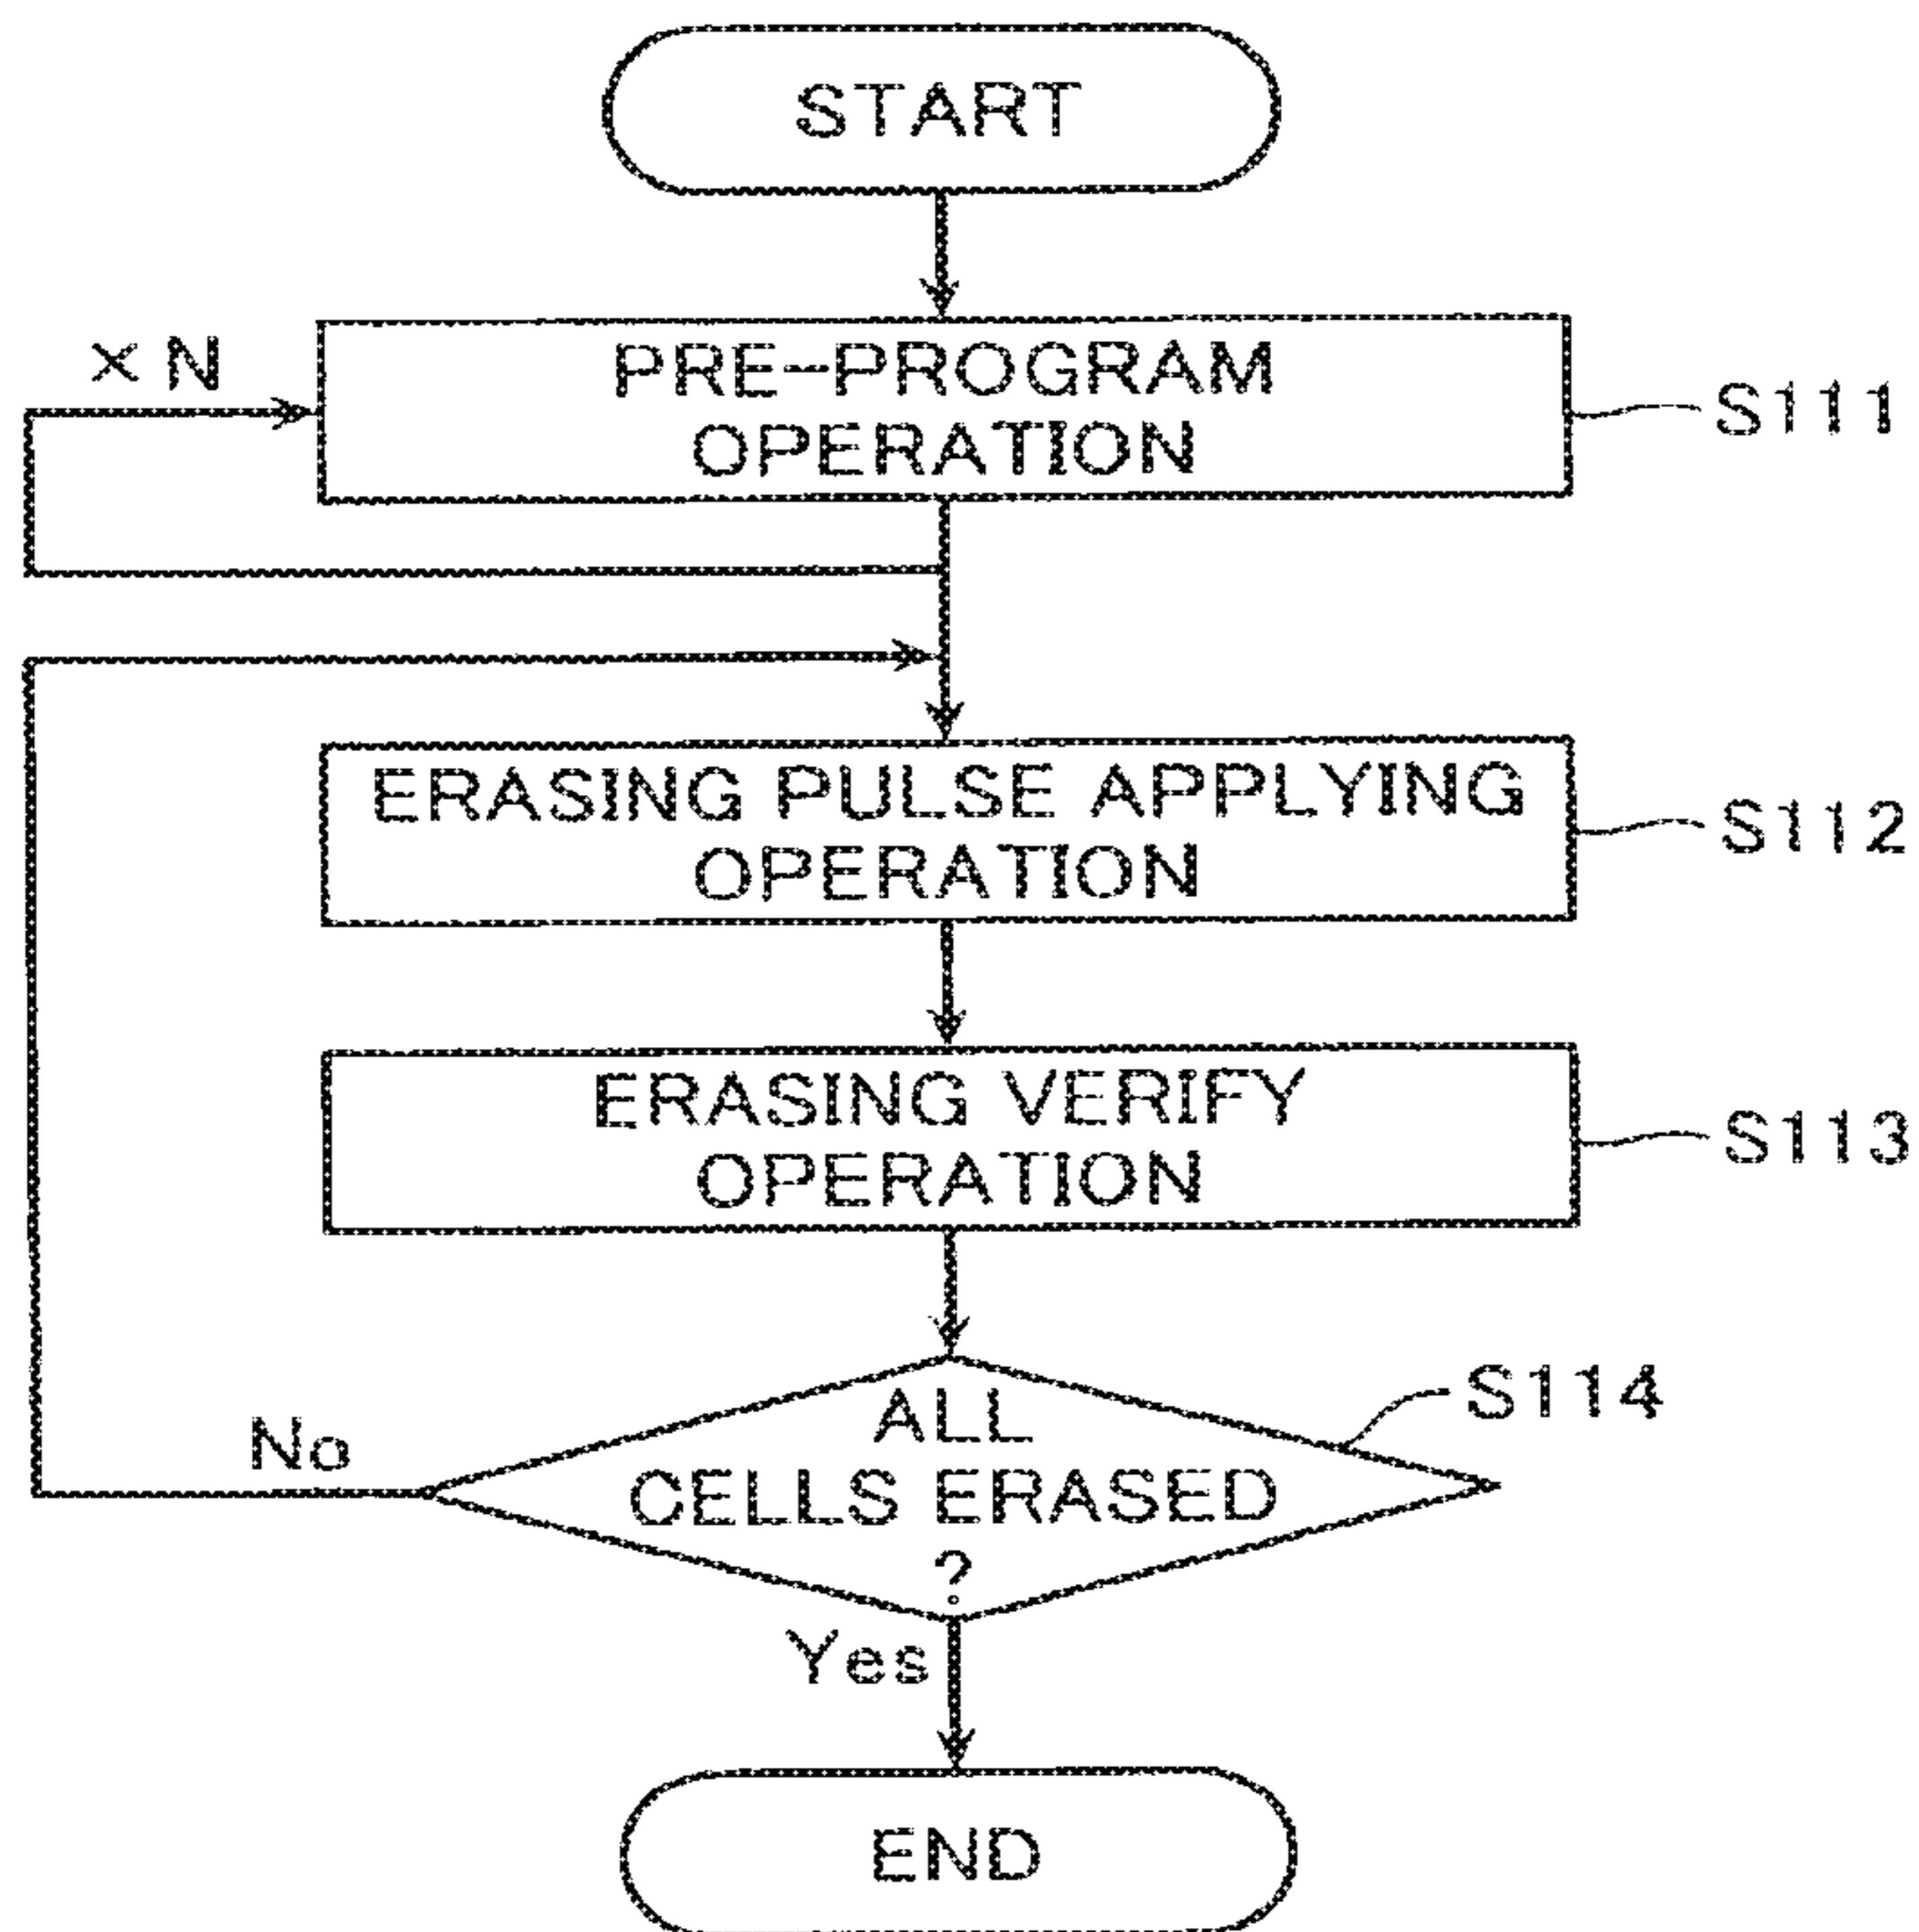 START
× N
PRE-PROGRAM
OPERATION
S111
ERASING PULSE APPLYING
OPERATION
S112
ERASING VERIFY
OPERATION
S113
S114
ALL
CELLS ERASED
?
No
Yes
END